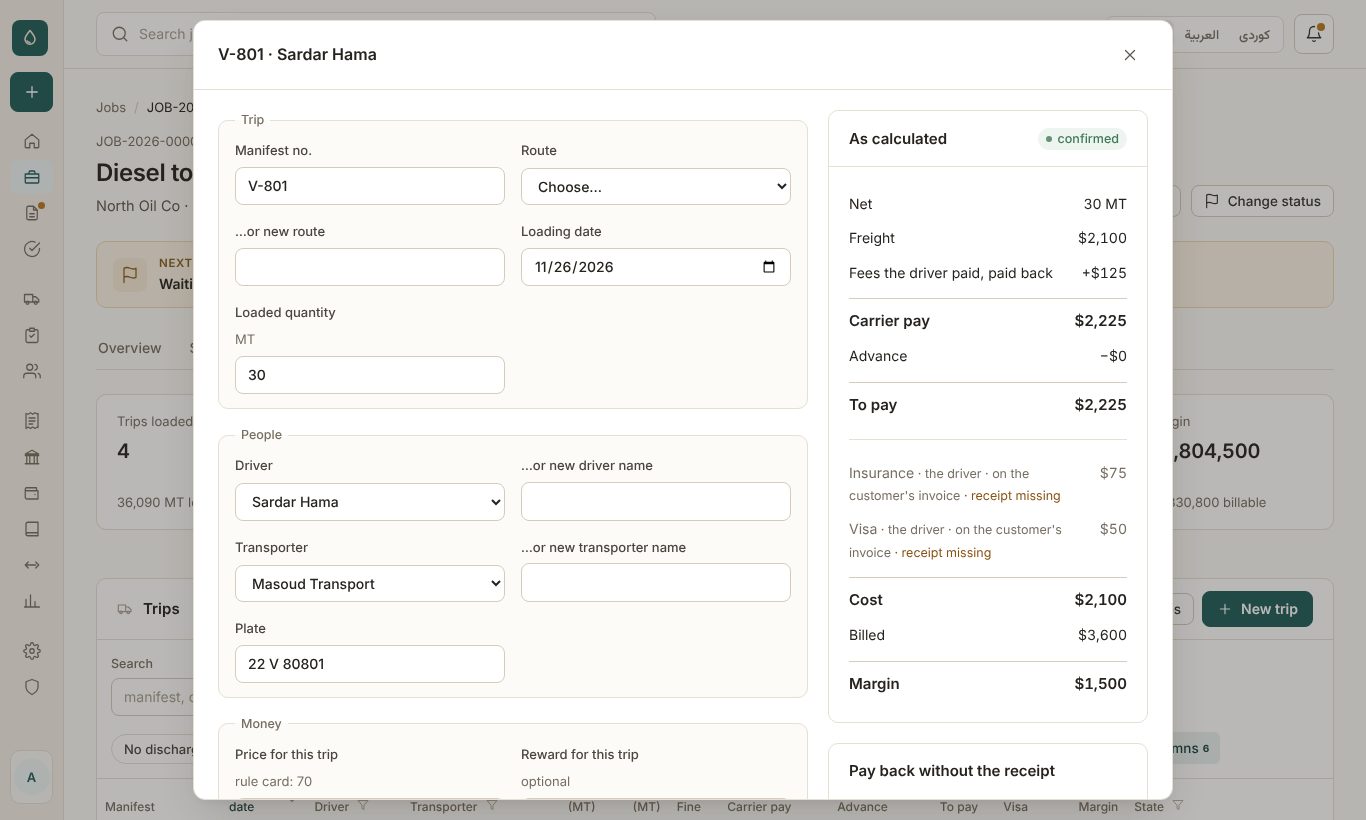 Search j
العربية
كوردی
V-801 · Sardar Hama
Jobs / JOB-20
JOB-2026-0000
Diesel to
North Oil Co ·
Change status
NEXT
Waiti
Overview
Trips loaded
4
36,090 MT l
gin
,804,500
330,800 billable
Trips
s
+ New trip
Search
manifest, c
No discharg
mns 6
Trip
Manifest no.
Route
V-801
Choose...
...or new route
Loading date
11/26/2026
Loaded quantity
MT
30
People
Driver
...or new driver name
Sardar Hama
Transporter
...or new transporter name
Masoud Transport
Plate
22 V 80801
Money
Price for this trip
Reward for this trip
rule card: 70
optional
As calculated
confirmed
Net 30 MT
Freight $2,100
Fees the driver paid, paid back +$125
Carrier pay $2,225
Advance −$0
To pay $2,225
Insurance · the driver · on the $75
customer's invoice · receipt missing
Visa · the driver · on the customer's $50
invoice · receipt missing
Cost $2,100
Billed $3,600
Margin $1,500
Pay back without the receipt
Manifest date Driver Transporter (MT) (MT) Fine Carrier pay Advance To pay Visa Margin State
A